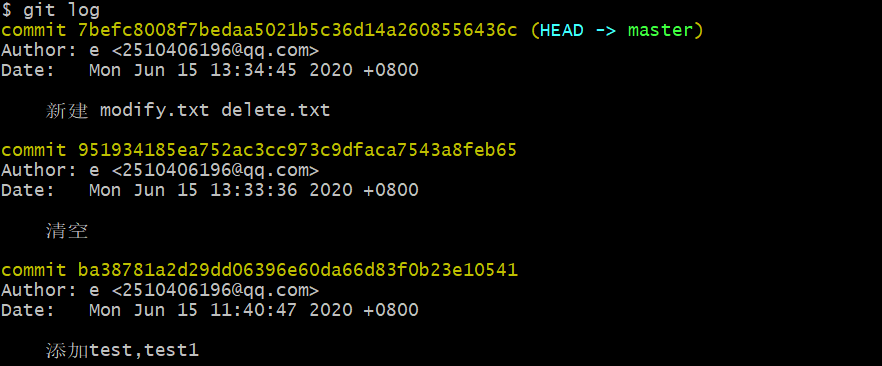 $ git log
commit 7befc8008f7bedaa5021b5c36d14a2608556436c (HEAD -> master)
Author: e <2510406196@qq.com>
Date:   Mon Jun 15 13:34:45 2020 +0800
新建 modify.txt delete.txt
commit 951934185ea752ac3cc973c9dfaca7543a8feb65
Author: e <2510406196@qq.com>
Date:   Mon Jun 15 13:33:36 2020 +0800
清空
commit ba38781a2d29dd06396e60da66d83f0b23e10541
Author: e <2510406196@qq.com>
Date:   Mon Jun 15 11:40:47 2020 +0800
添加test,test1